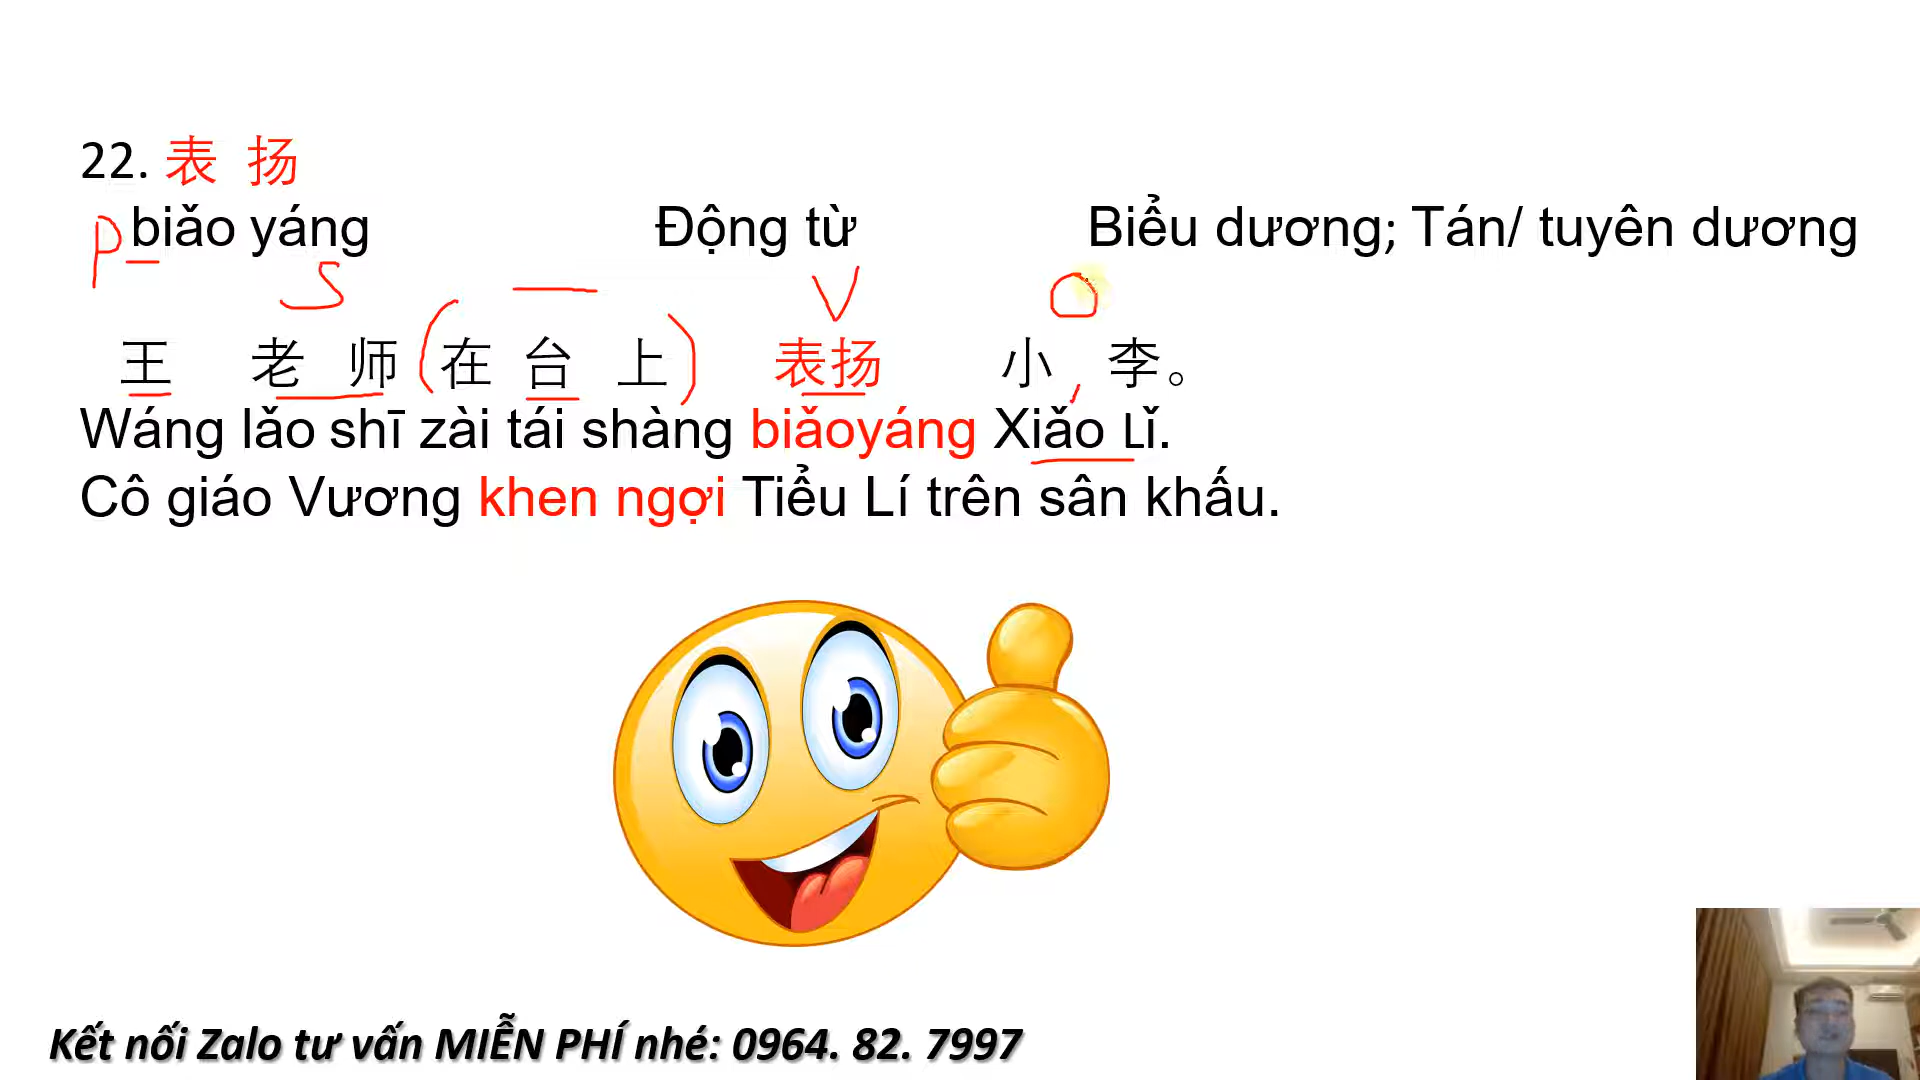 22. 表 扬
p biǎo yáng Động từ Biểu dương; Tán/ tuyên dương
S V O
王 老 师 (在 台 上) 表扬 小 李。
Wáng lǎo shī zài tái shàng biǎoyáng Xiǎo Lǐ.
Cô giáo Vương khen ngợi Tiểu Lí trên sân khấu.
Kết nối Zalo tư vấn MIỄN PHÍ nhé: 0964. 82. 7997